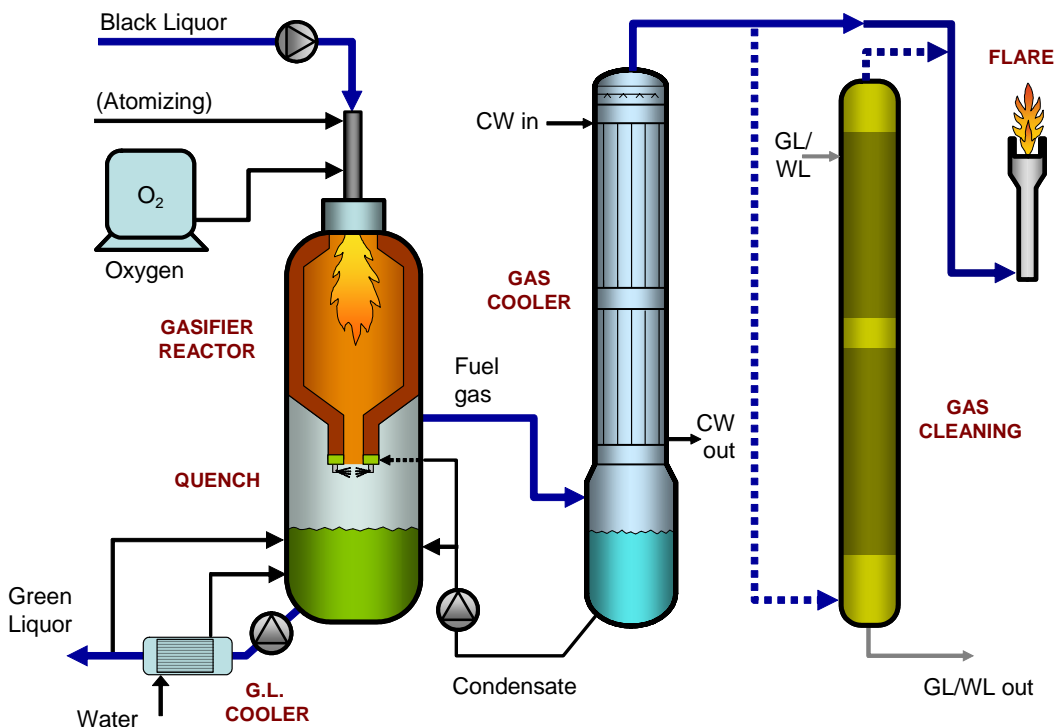 Black Liquor
(Atomizing)
O2
Oxygen
GASIFIER
REACTOR
QUENCH
Green
Liquor
Water
G.L.
COOLER
Fuel
gas
Condensate
CW in
GAS
COOLER
CW
out
GL/
WL
FLARE
GAS
CLEANING
GL/WL out